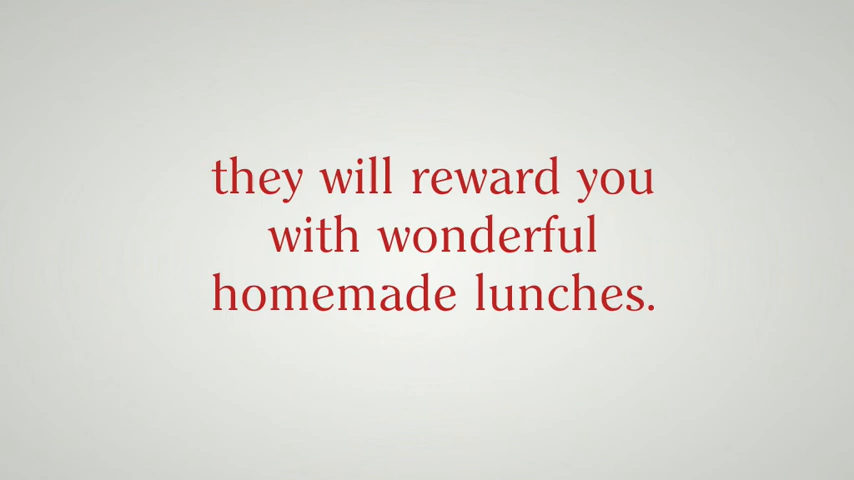 they will reward you
with wonderful
homemade lunches.